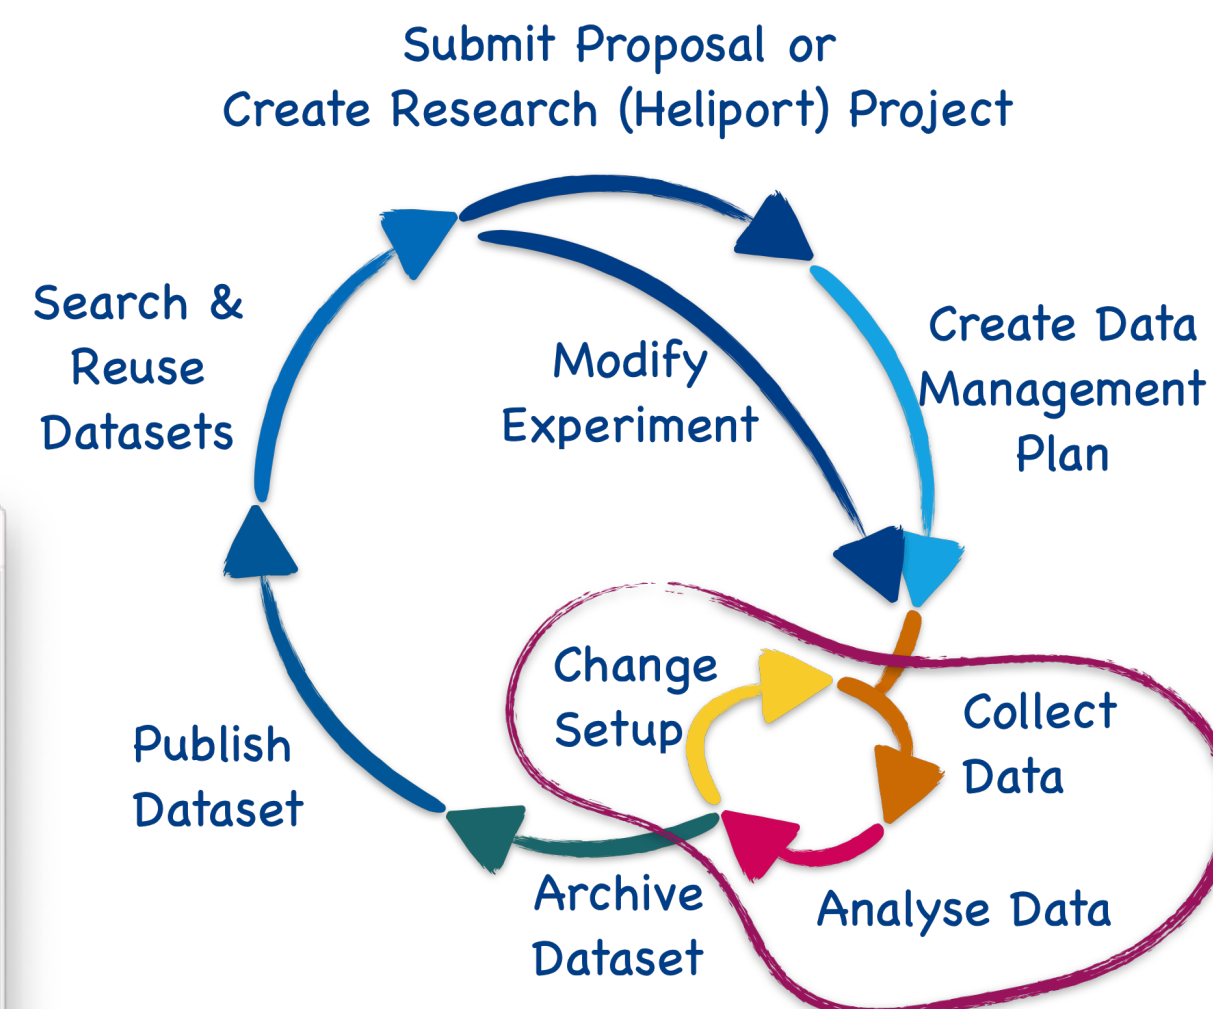 Submit Proposal or
Create Research (Heliport) Project
Search &
Reuse
Datasets
Modify
Experiment
Create Data
Management
Plan
Change
Setup
Collect
Data
Publish
Dataset
Archive
Dataset
Analyse Data